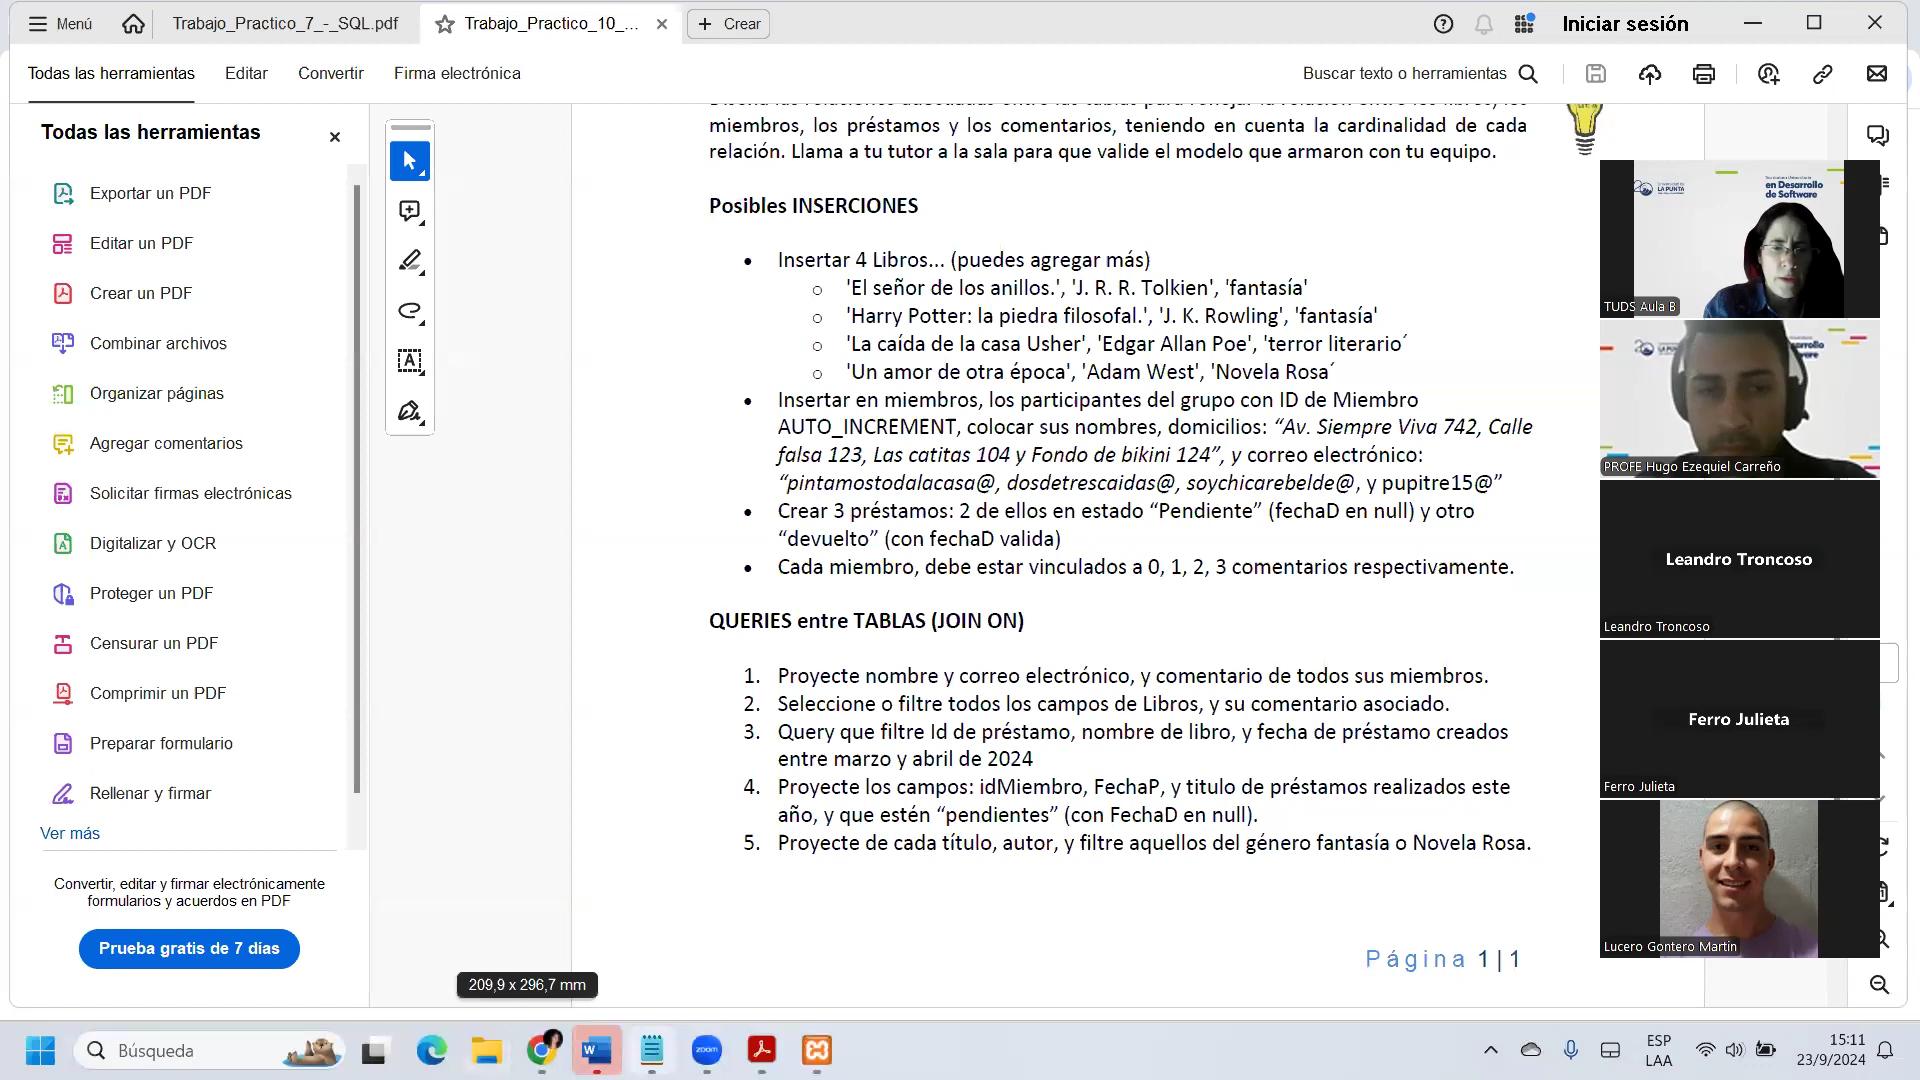 Menú
Trabajo_Practico_7_-_SQL.pdf
Trabajo_Practico_10_...
Crear
Iniciar sesión
Todas las herramientas
Editar
Convertir
Firma electrónica
Buscar texto o herramientas
Todas las herramientas
Exportar un PDF
Editar un PDF
Crear un PDF
Combinar archivos
Organizar páginas
Agregar comentarios
Solicitar firmas electrónicas
Digitalizar y OCR
Proteger un PDF
Censurar un PDF
Comprimir un PDF
Preparar formulario
Rellenar y firmar
Ver más
Convertir, editar y firmar electrónicamente
formularios y acuerdos en PDF
Prueba gratis de 7 días
209,9 x 296,7 mm
miembros, los préstamos y los comentarios, teniendo en cuenta la cardinalidad de cada
relación. Llama a tu tutor a la sala para que valide el modelo que armaron con tu equipo.
Posibles INSERCIONES
• Insertar 4 Libros... (puedes agregar más)
o 'El señor de los anillos.', 'J. R. R. Tolkien', 'fantasía'
o 'Harry Potter: la piedra filosofal.', 'J. K. Rowling', 'fantasía'
o 'La caída de la casa Usher', 'Edgar Allan Poe', 'terror literario´
o 'Un amor de otra época', 'Adam West', 'Novela Rosa´
• Insertar en miembros, los participantes del grupo con ID de Miembro
AUTO_INCREMENT, colocar sus nombres, domicilios: “Av. Siempre Viva 742, Calle
falsa 123, Las catitas 104 y Fondo de bikini 124”, y correo electrónico:
“pintamostodalacasa@, dosdetrescaidas@, soychicarebelde@, y pupitre15@”
• Crear 3 préstamos: 2 de ellos en estado “Pendiente” (fechaD en null) y otro
“devuelto” (con fechaD valida)
• Cada miembro, debe estar vinculados a 0, 1, 2, 3 comentarios respectivamente.
QUERIES entre TABLAS (JOIN ON)
1. Proyecte nombre y correo electrónico, y comentario de todos sus miembros.
2. Seleccione o filtre todos los campos de Libros, y su comentario asociado.
3. Query que filtre Id de préstamo, nombre de libro, y fecha de préstamo creados
entre marzo y abril de 2024
4. Proyecte los campos: idMiembro, FechaP, y titulo de préstamos realizados este
año, y que estén “pendientes” (con FechaD en null).
5. Proyecte de cada título, autor, y filtre aquellos del género fantasía o Novela Rosa.
Página 1 | 1
LA PUNTA
en Desarrollo
de Software
TUDS Aula B
PROFE Hugo Ezequiel Carreño
Leandro Troncoso
Leandro Troncoso
Ferro Julieta
Ferro Julieta
Lucero Gontero Martin
Búsqueda
zoom
ESP
LAA
15:11
23/9/2024